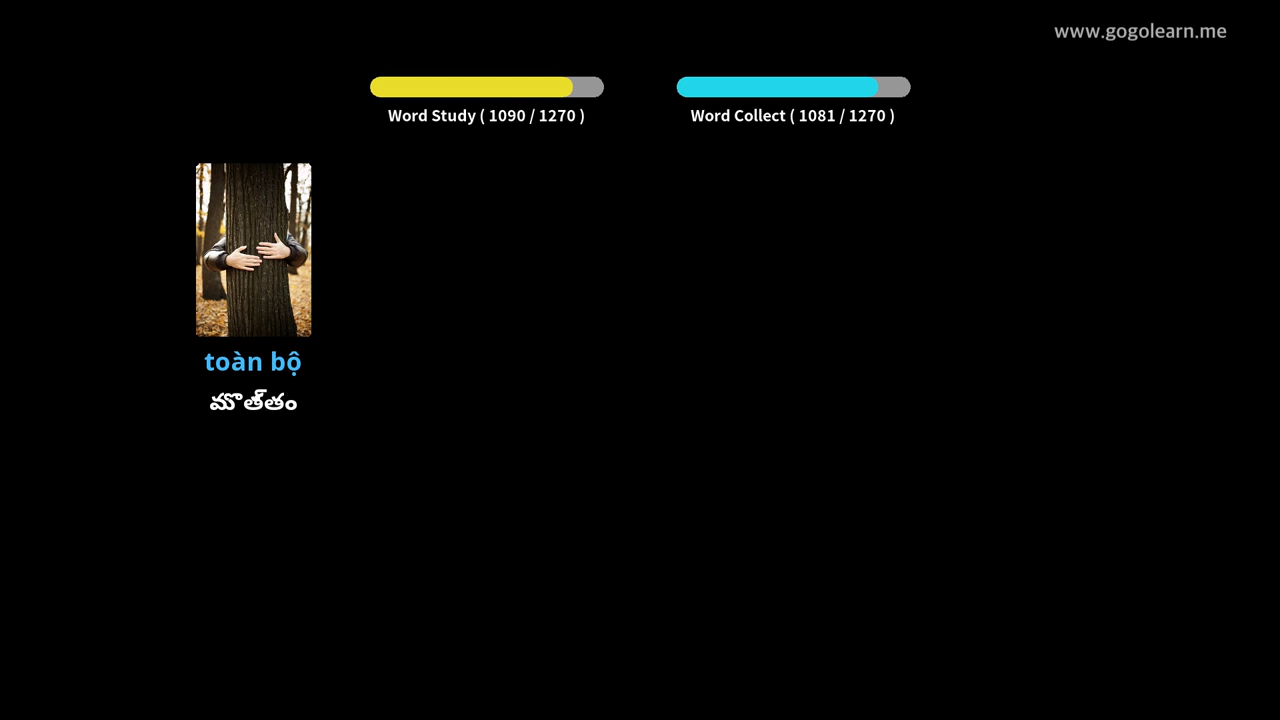 www.gogolearn.me
Word Study ( 1090 / 1270 )
Word Collect ( 1081 / 1270 )
toàn bộ
మొత్తం